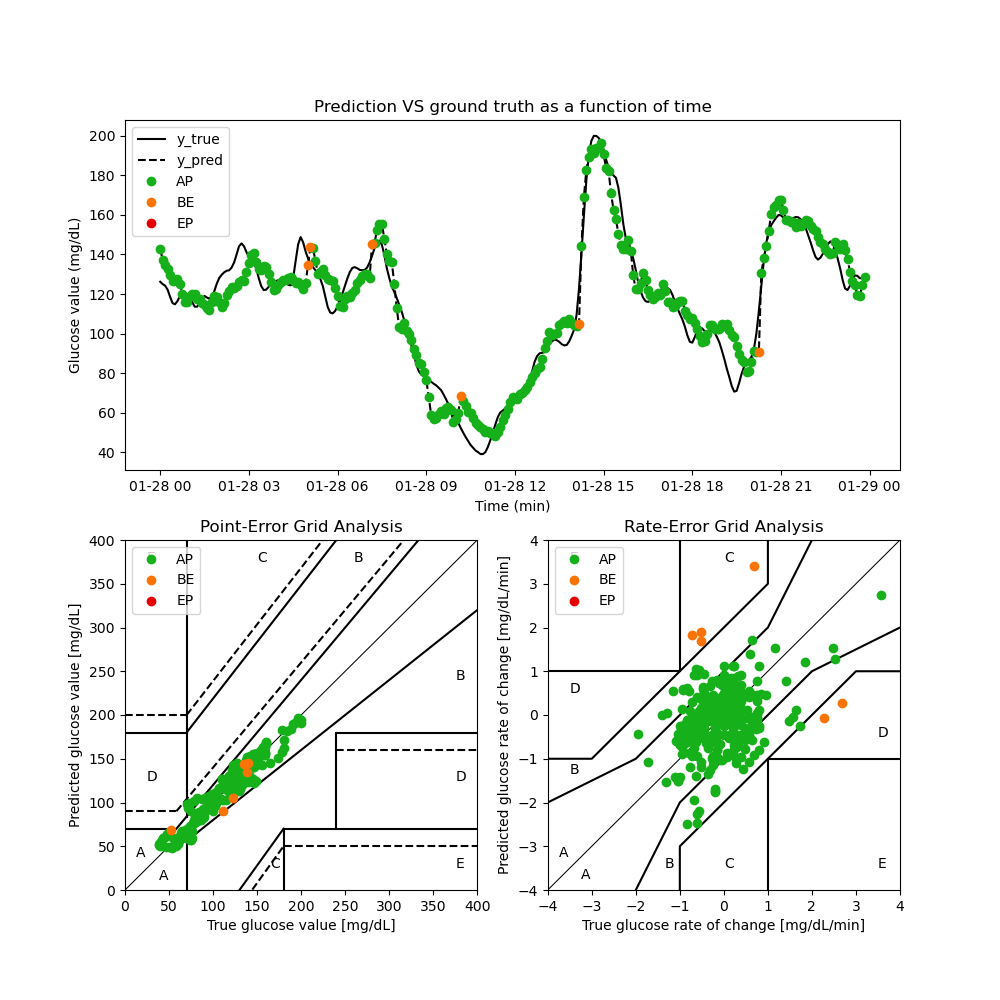 Prediction VS ground truth as a function of time
Glucose value (mg/dL)
200
180
160
140
120
100
80
60
40
y_true
y_pred
AP
BE
EP
01-28 00 01-28 03 01-28 06 01-28 09 01-28 12 01-28 15 01-28 18 01-28 21 01-29 00
Time (min)
Point-Error Grid Analysis
Predicted glucose value [mg/dL]
400
350
300
250
200
150
100
50
0
AP
BE
EP
C
B
B
D
D
A
A
C
E
0 50 100 150 200 250 300 350 400
True glucose value [mg/dL]
Rate-Error Grid Analysis
Predicted glucose rate of change [mg/dL/min]
4
3
2
1
0
−1
−2
−3
−4
AP
BE
EP
C
D
D
B
A
A
B
C
E
−4 −3 −2 −1 0 1 2 3 4
True glucose rate of change [mg/dL/min]